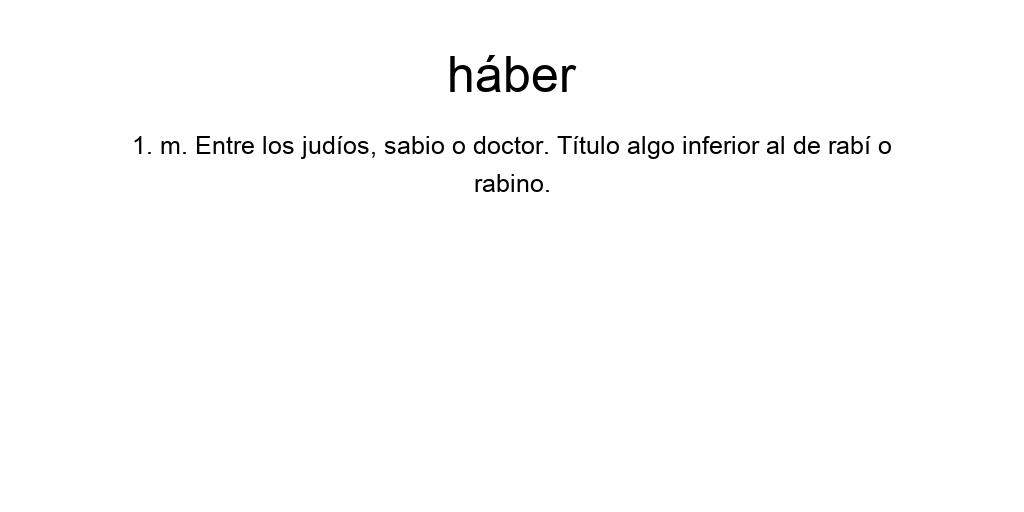 háber
1. m. Entre los judíos, sabio o doctor. Título algo inferior al de rabí o
rabino.